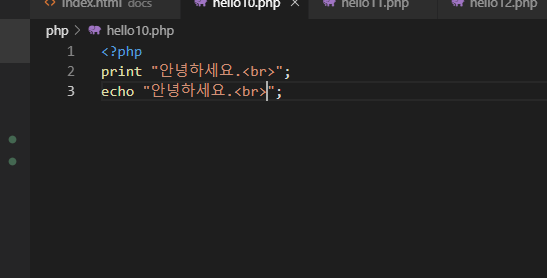 index.html docs hello10.php × hello11.php hello12.php
php > hello10.php
1 <?php
2 print "안녕하세요.<br>";
3 echo "안녕하세요.<br>";